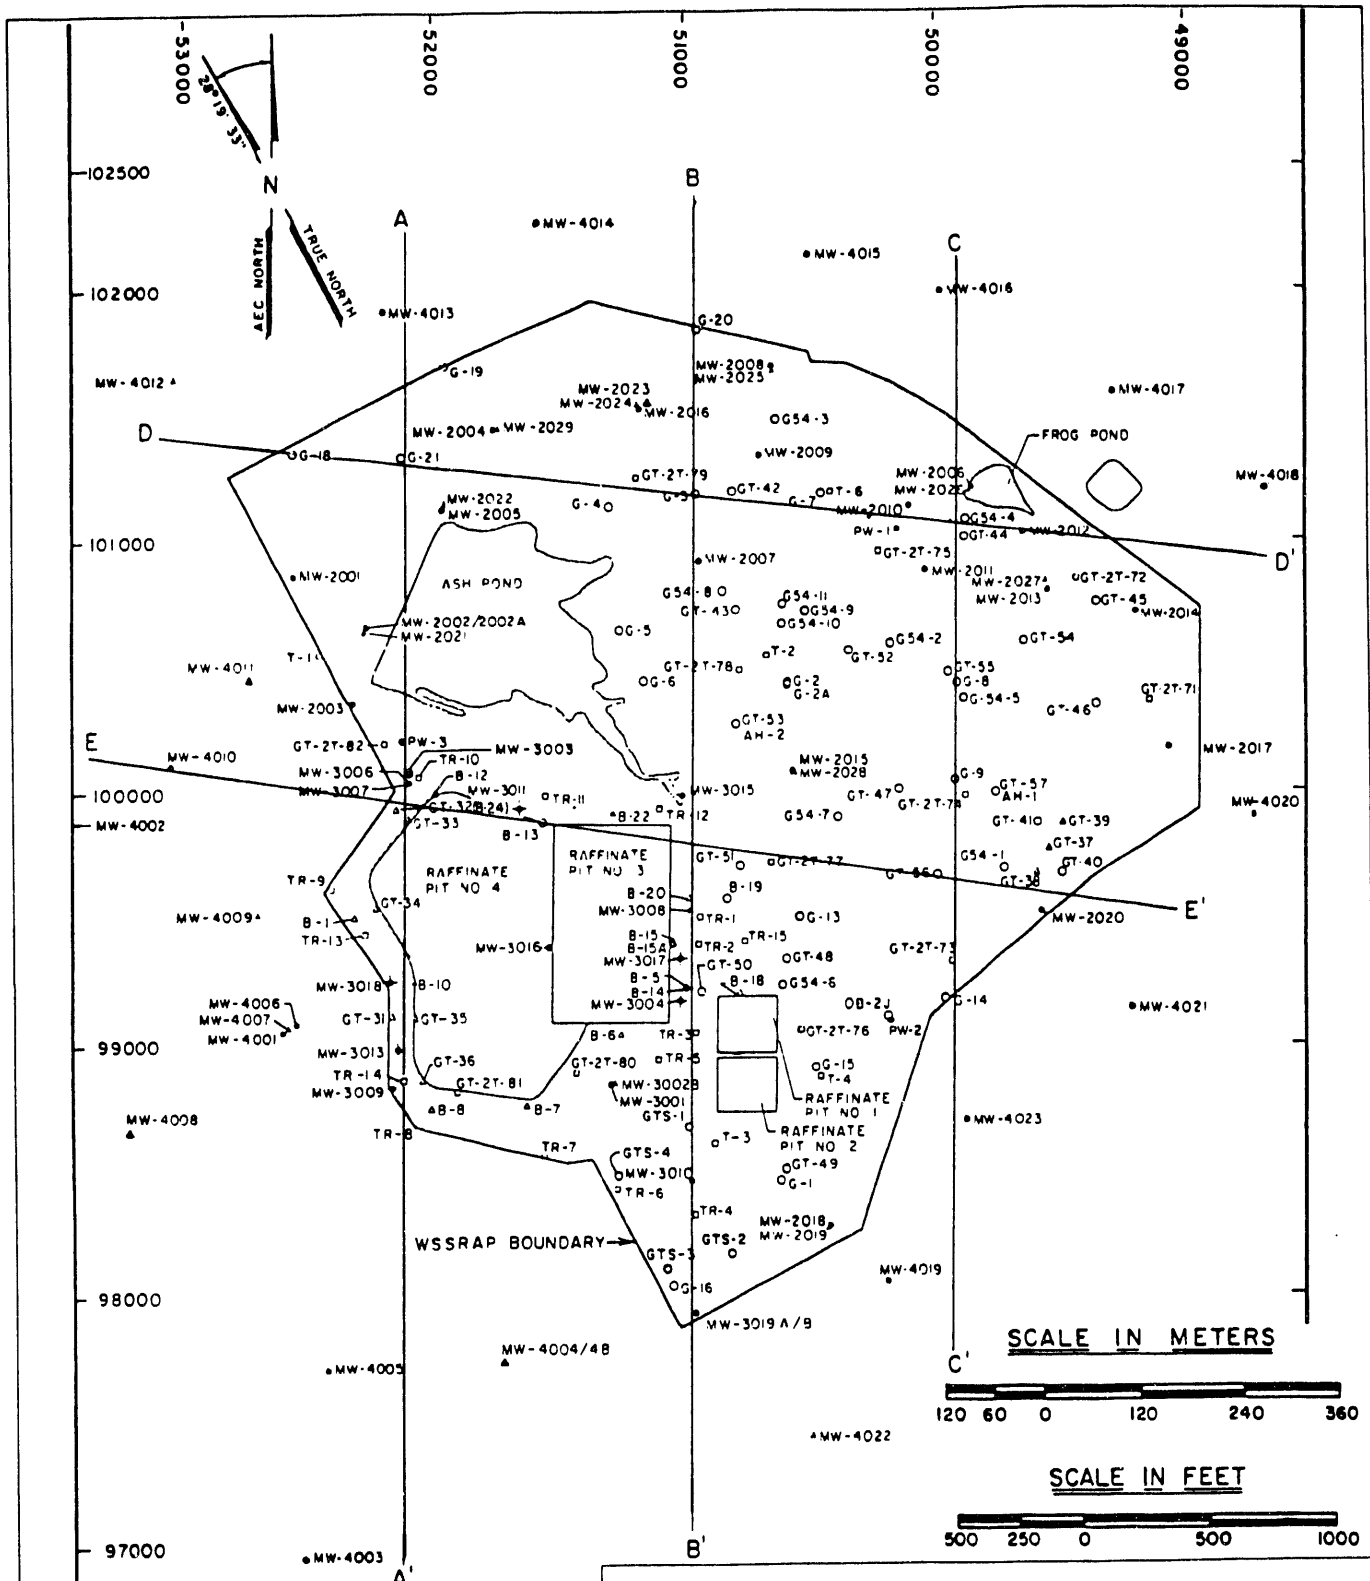 53000
52000
51000
50000
49000
28° 19' 33"
102500
N
B
A
MW-4014
C
MW-4015
AEC NORTH
TRUE NORTH
MW-4016
102000
MW-4013
G-20
MW-2008
MW-2025
G-19
MW-4012
MW-2023
MW-2024
MW-2016
MW-4017
G54-3
D
MW-2004
MW-2029
FROG POND
G-18
G-21
MW-2009
GT-2T-79
MW-2006
MW-4018
GT-42
T-6
G-7
MW-2022
MW-2005
G-4
MW-2010
G54-4
PW-1
GT-44
MW-2012
101000
D'
GT-2T-75
MW-2007
MW-2011
MW-2001
ASH POND
MW-2027
GT-2T-72
MW-2013
G54-8
G54-11
GT-45
GT-43
G54-9
MW-2014
G54-10
MW-2002/2002A
MW-2021
G-5
G54-2
GT-54
T-2
GT-52
MW-4011
GT-2T-78
GT-55
G-6
G-2
G-2A
G-8
G-54-5
GT-2T-71
GT-46
MW-2003
GT-53
AH-2
E
GT-2T-82
PW-3
MW-3003
MW-2017
MW-4010
MW-3006
TR-10
MW-2015
MW-2028
MW-3007
B-12
MW-3011
G-9
GT-57
AH-1
100000
TR-11
MW-3015
GT-47
GT-2T-74
MW-4020
GT-32
(B-24)
B-22
TR-12
G54-7
GT-41
GT-39
MW-4002
GT-33
B-13
GT-37
GT-51
GT-2T-77
G54-1
GT-40
GT-38
RAFFINATE
PIT NO 3
RAFFINATE
PIT NO 4
TR-9
B-20
B-19
E'
MW-3008
GT-34
TR-1
G-13
MW-2020
MW-4009
B-1
TR-13
B-15
B-15A
TR-2
TR-15
MW-3016
MW-3017
GT-50
GT-48
GT-2T-73
B-5
B-18
G54-6
MW-3018
B-10
B-14
MW-3004
OB-2
G-14
MW-4021
MW-4006
MW-4007
MW-4001
GT-31
GT-35
B-6
TR-3
GT-2T-76
PW-2
99000
MW-3013
TR-5
GT-36
GT-2T-80
G-15
T-4
TR-14
GT-2T-81
MW-3002B
MW-3001
MW-3009
B-8
B-7
GTS-1
RAFFINATE
PIT NO 1
MW-4023
MW-4008
TR-8
T-3
RAFFINATE
PIT NO 2
TR-7
GTS-4
MW-3010
GT-49
G-1
TR-6
TR-4
MW-2018
MW-2019
WSSRAP BOUNDARY
GTS-2
GTS-3
G-16
MW-4019
98000
MW-3019 A/B
SCALE IN METERS
MW-4004/4B
MW-4005
C'
120 60 0 120 240 360
MW-4022
SCALE IN FEET
500 250 0 500 1000
97000
MW-4003
B'
A'